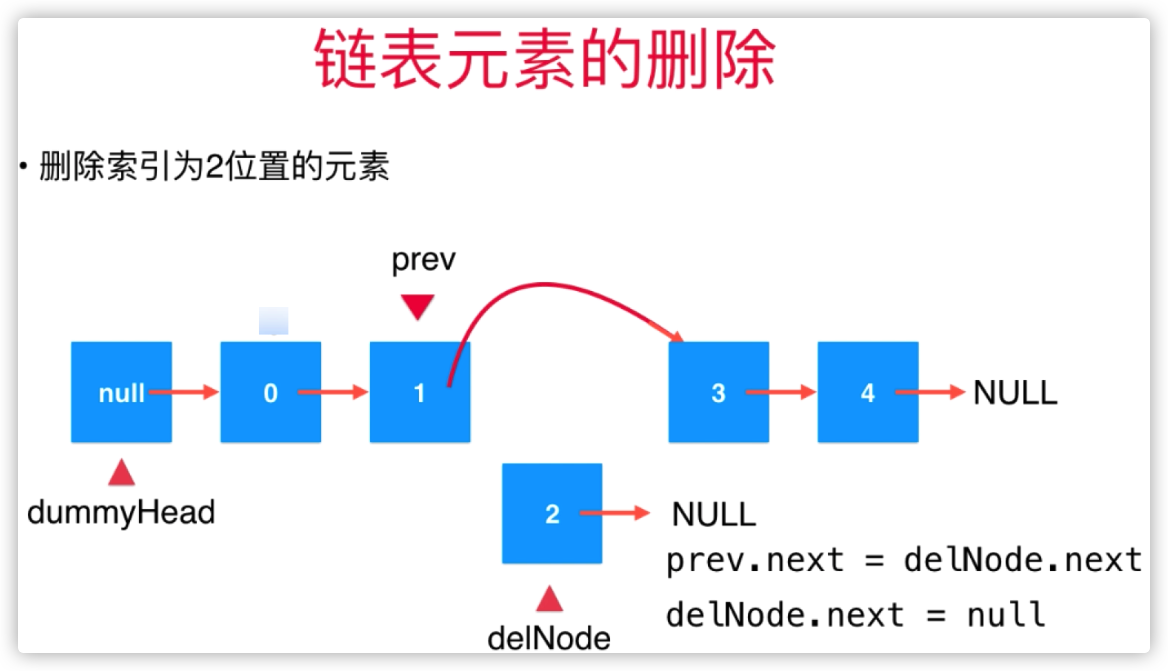 链表元素的删除
• 删除索引为2位置的元素
prev
null 0 1 3 4 NULL
dummyHead
2 NULL
prev.next = delNode.next
delNode.next = null
delNode